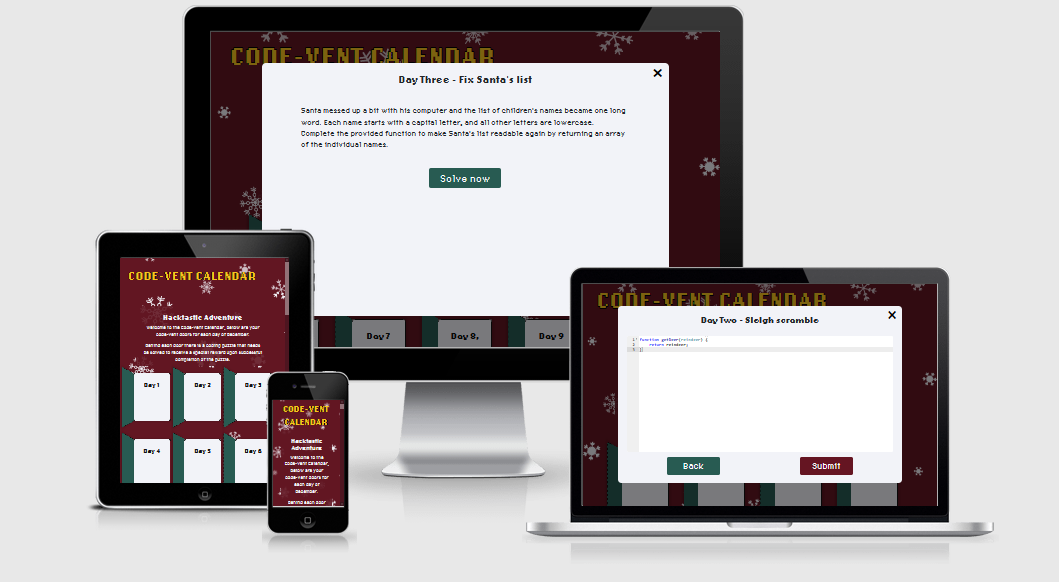 CODE-VENT CALENDAR
Day Three - Fix Santa's list
Santa messed up a bit with his computer and the list of children's names became one long
word. Each name starts with a capital letter, and all other letters are lowercase.
Complete the provided function to make Santa's list readable again by returning an array
of the individual names.
Solve now
Day 7
Day 8,
Day 9
CODE-VENT CALENDAR
Hacktastic Adventure
Welcome to the code-vent calendar, below are your
code-vent doors for each day of december.
Behind each door there is a coding puzzle that needs
be solved to receive a special reward upon successful
completion of the puzzle.
Day 1
Day 2
Day 3
Day 4
Day 5
Day 6
CODE-VENT
CALENDAR
Hacktastic
Adventure
Welcome to the
code-vent calendar,
below are your
code-vent doors for
each day of
december.
Behind each door
CODE-VENT CALENDAR
Day Two - Sleigh scramble
1 function getDeer(reindeer) {
2 return reindeer;
3 }
Back
Submit